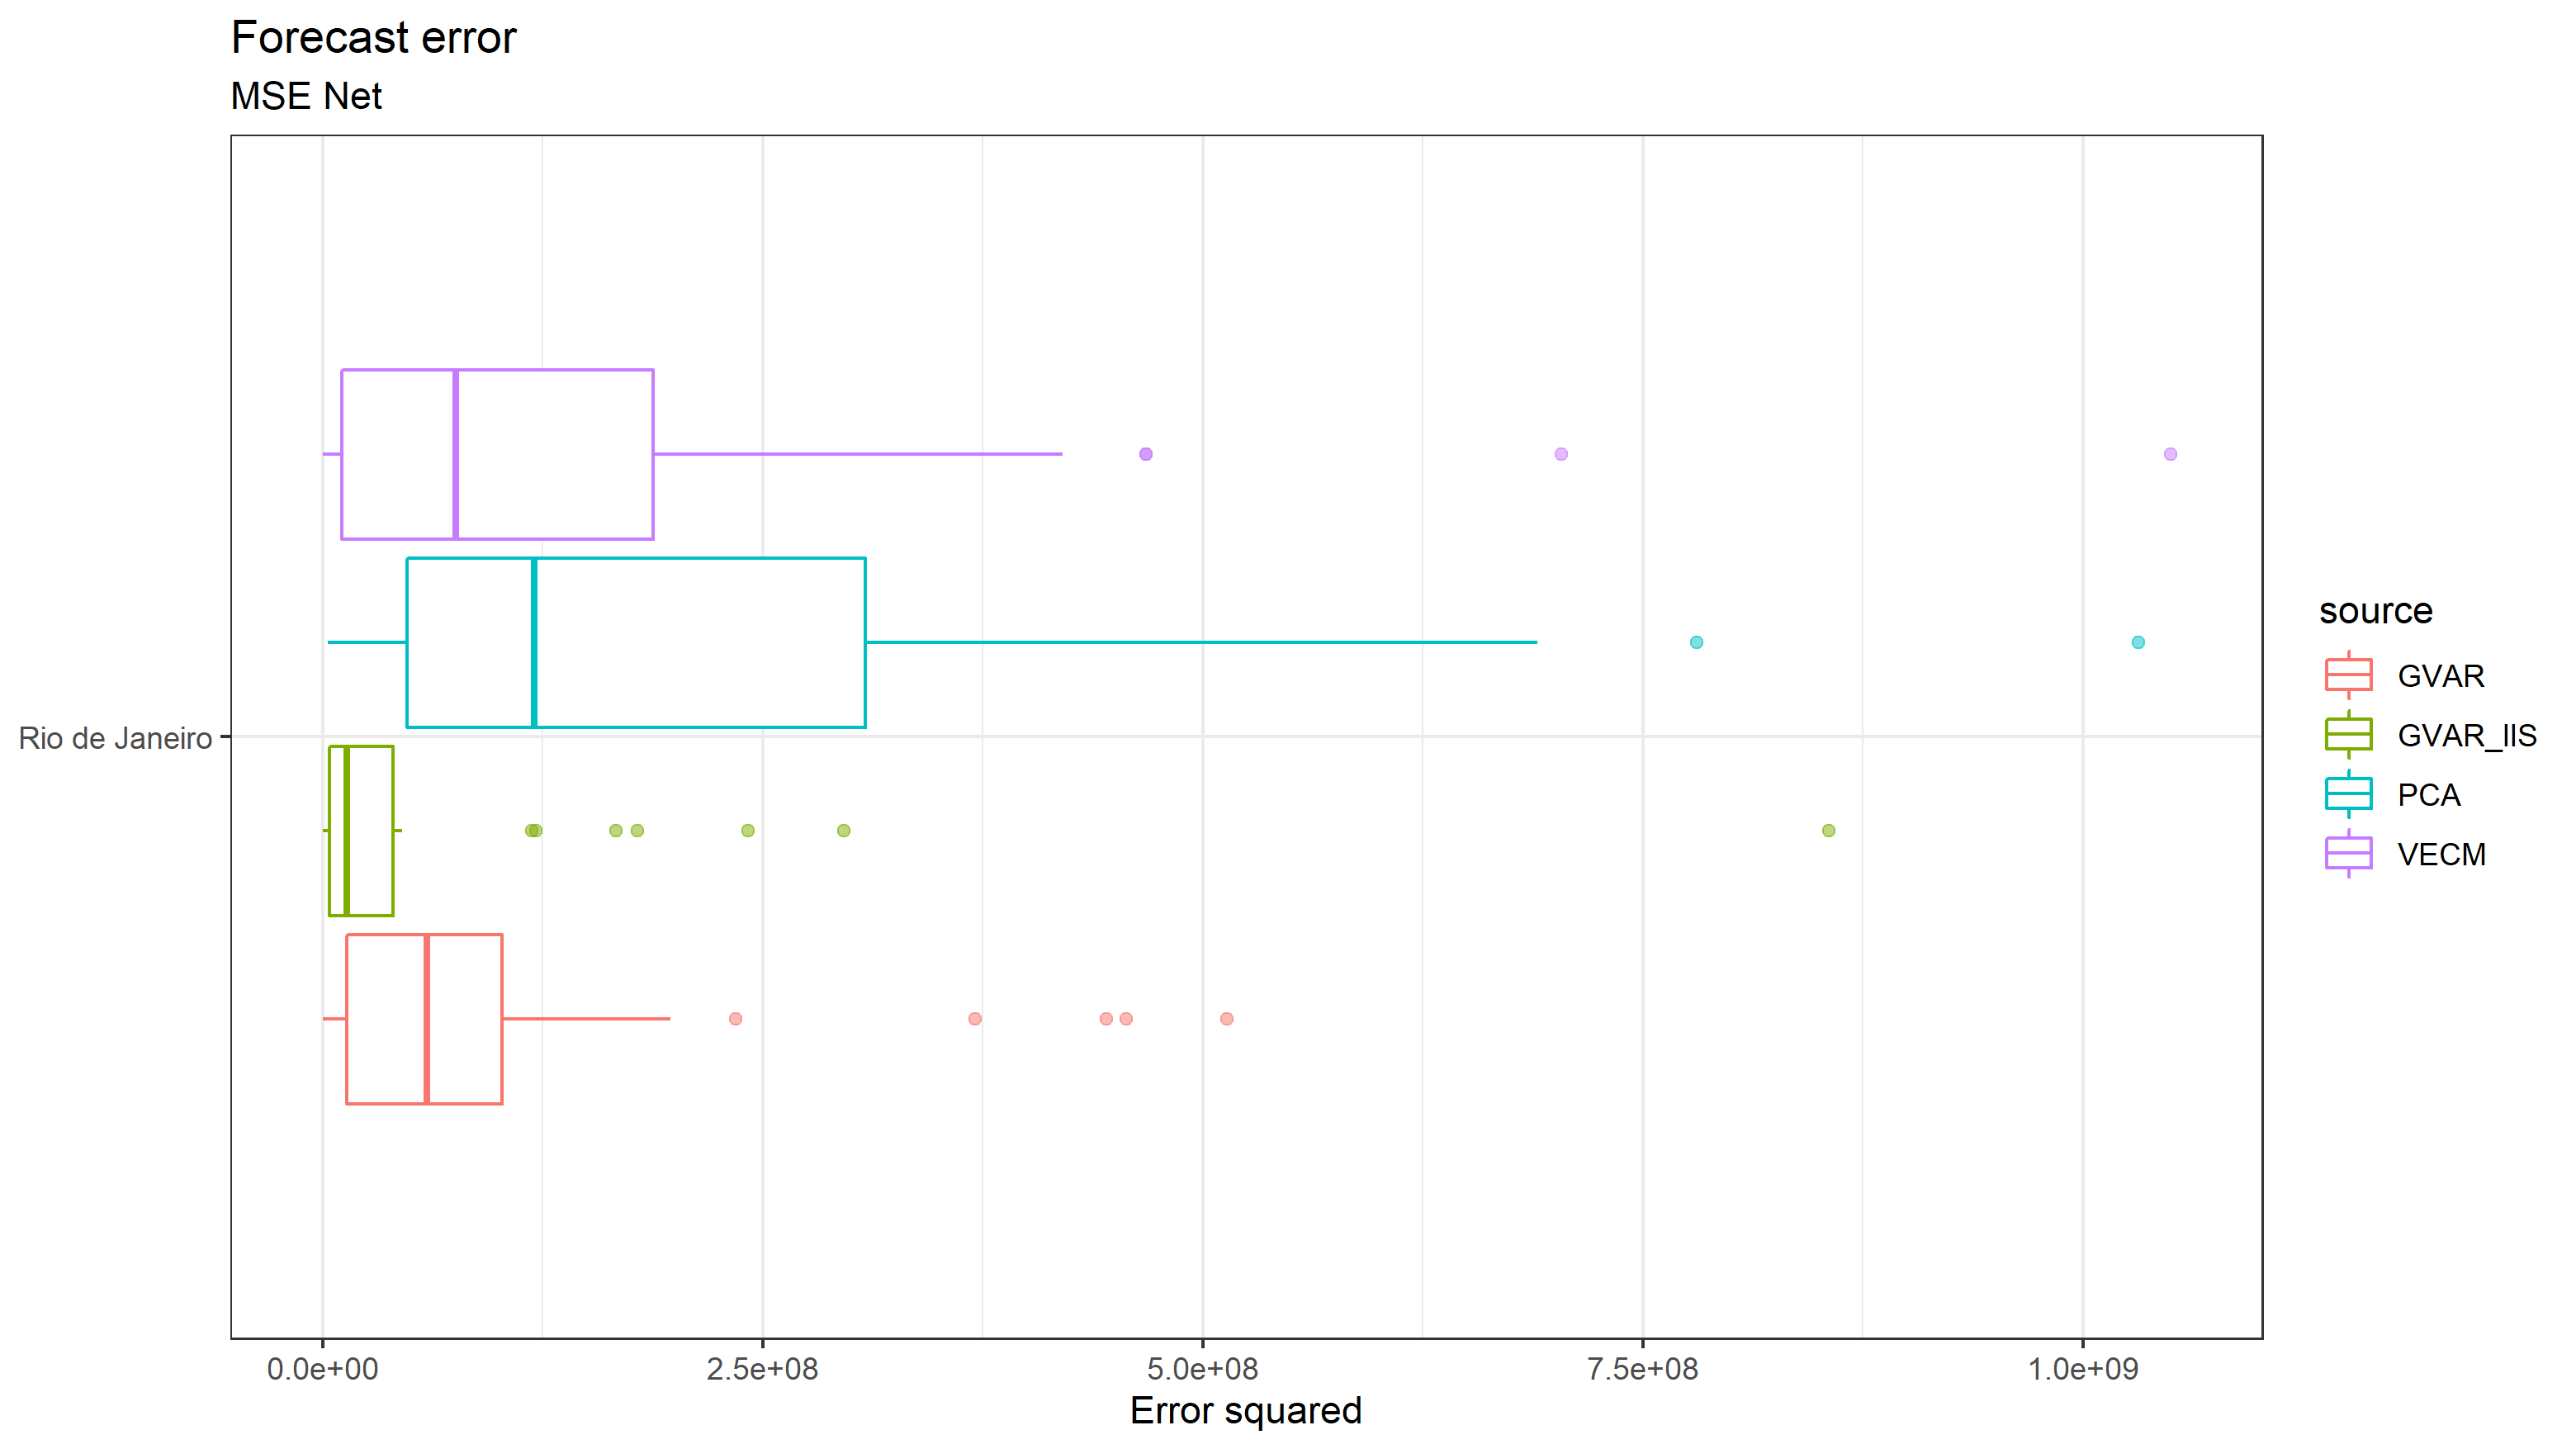 Forecast error
MSE Net
Rio de Janeiro
0.0e+00
2.5e+08
5.0e+08
7.5e+08
1.0e+09
Error squared
source
GVAR
GVAR_IIS
PCA
VECM